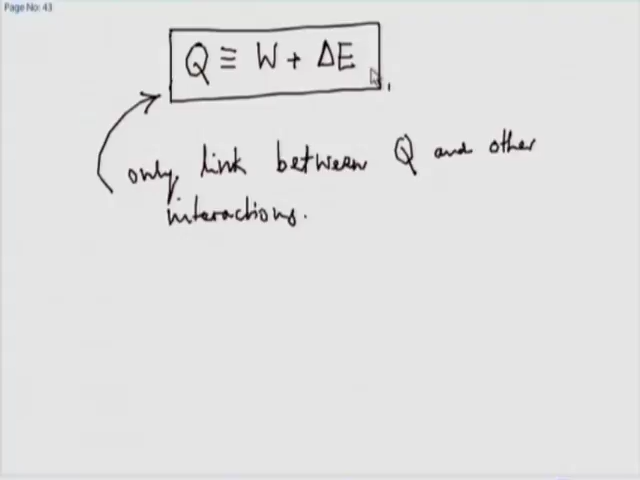 Page No: 43
Q ≡ W + ΔE
only link between Q and other
interactions.